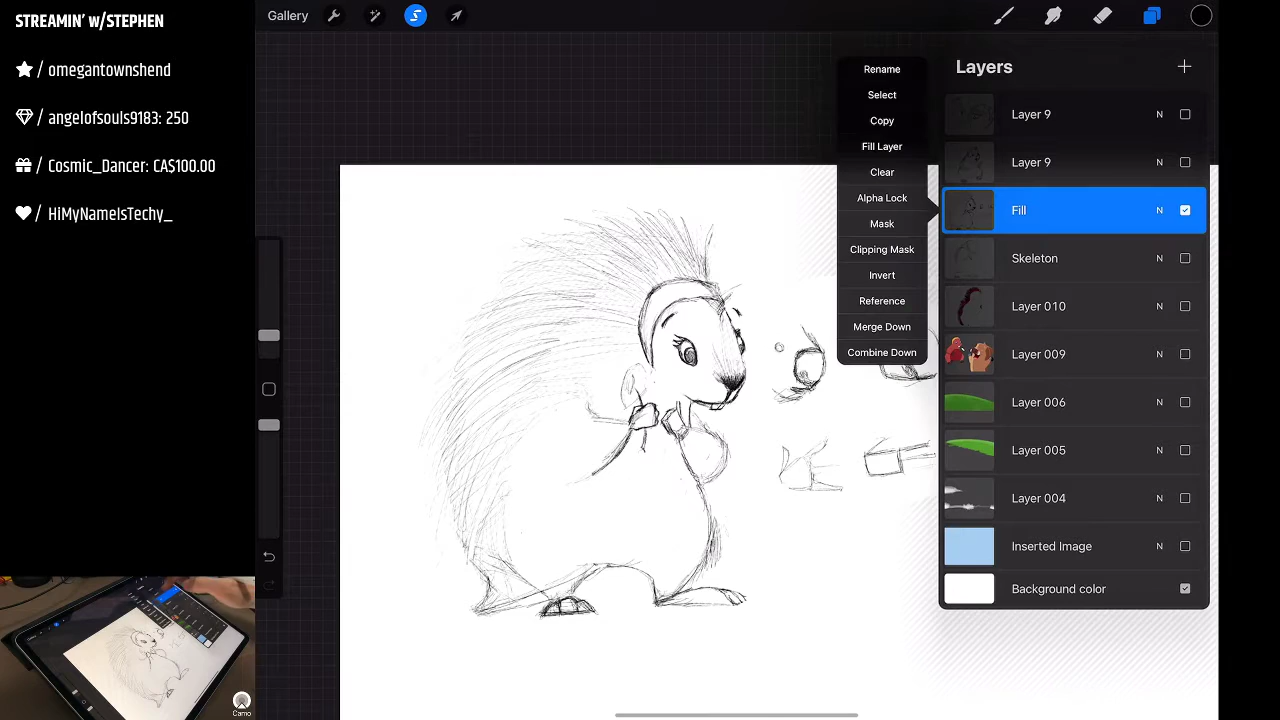 STREAMIN' w/STEPHEN
/ omegantownshend
/ angelofsouls9183: 250
/ Cosmic_Dancer: CA$100.00
/ HiMyNameIsTechy_
Gallery
Rename
Select
Copy
Fill Layer
Clear
Alpha Lock
Mask
Clipping Mask
Invert
Reference
Merge Down
Combine Down
Layers
Layer 9 N
Layer 9 N
Fill N
Skeleton N
Layer 010 N
Layer 009 N
Layer 006 N
Layer 005 N
Layer 004 N
Inserted Image N
Background color
Camo